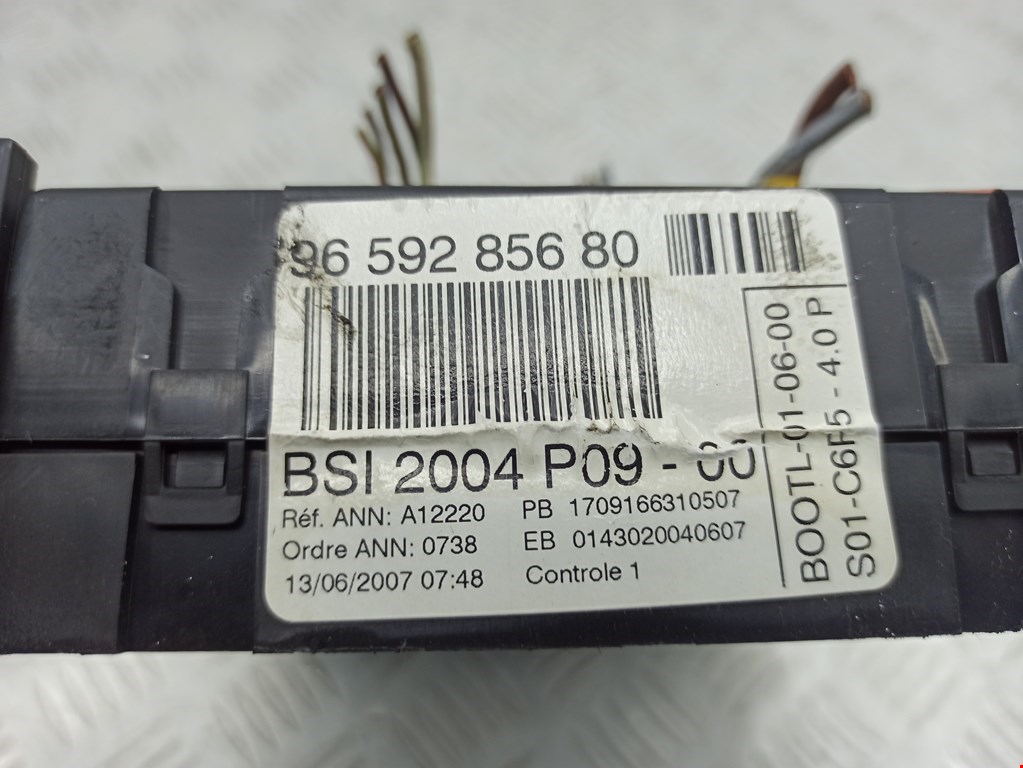 96 592 856 80
BSI 2004 P09 - 00
Réf. ANN: A12220
PB 1709166310507
Ordre ANN: 0738
EB 0143020040607
13/06/2007 07:48
Controle 1
BOOTL-01-06-00
S01-C6F5 - 4.0 P